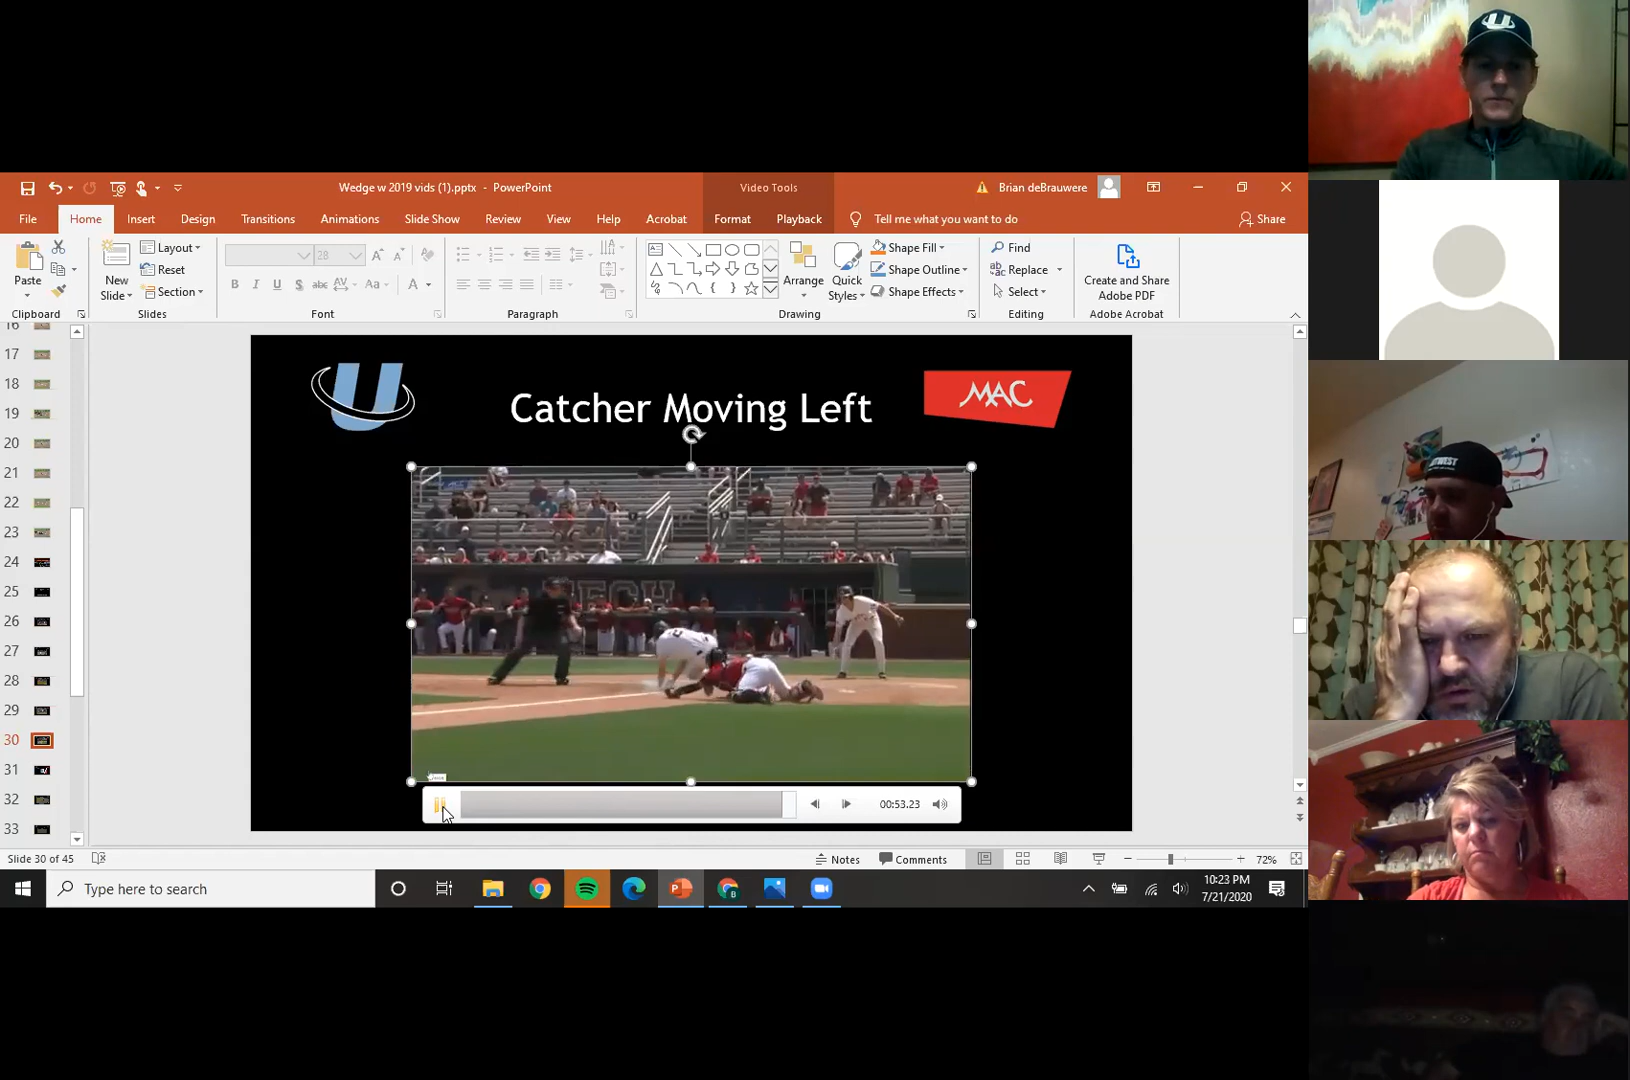 Wedge w 2019 vids (1).pptx - PowerPoint
Video Tools
Brian deBrauwere
File Home Insert Design Transitions Animations Slide Show Review View Help Acrobat Format Playback Tell me what you want to do Share
Paste
Clipboard
New Slide
Layout
Reset
Section
Slides
28
B I U S abc AV Aa A
Font
Paragraph
Arrange
Quick Styles
Shape Fill
Shape Outline
Shape Effects
Drawing
Find
Replace
Select
Editing
Create and Share Adobe PDF
Adobe Acrobat
16
17
18
19
20
21
22
23
24
25
26
27
28
29
30
31
32
33
U
Catcher Moving Left
MAC
00:53.23
Slide 30 of 45
Notes
Comments
72%
Type here to search
10:23 PM
7/21/2020
U